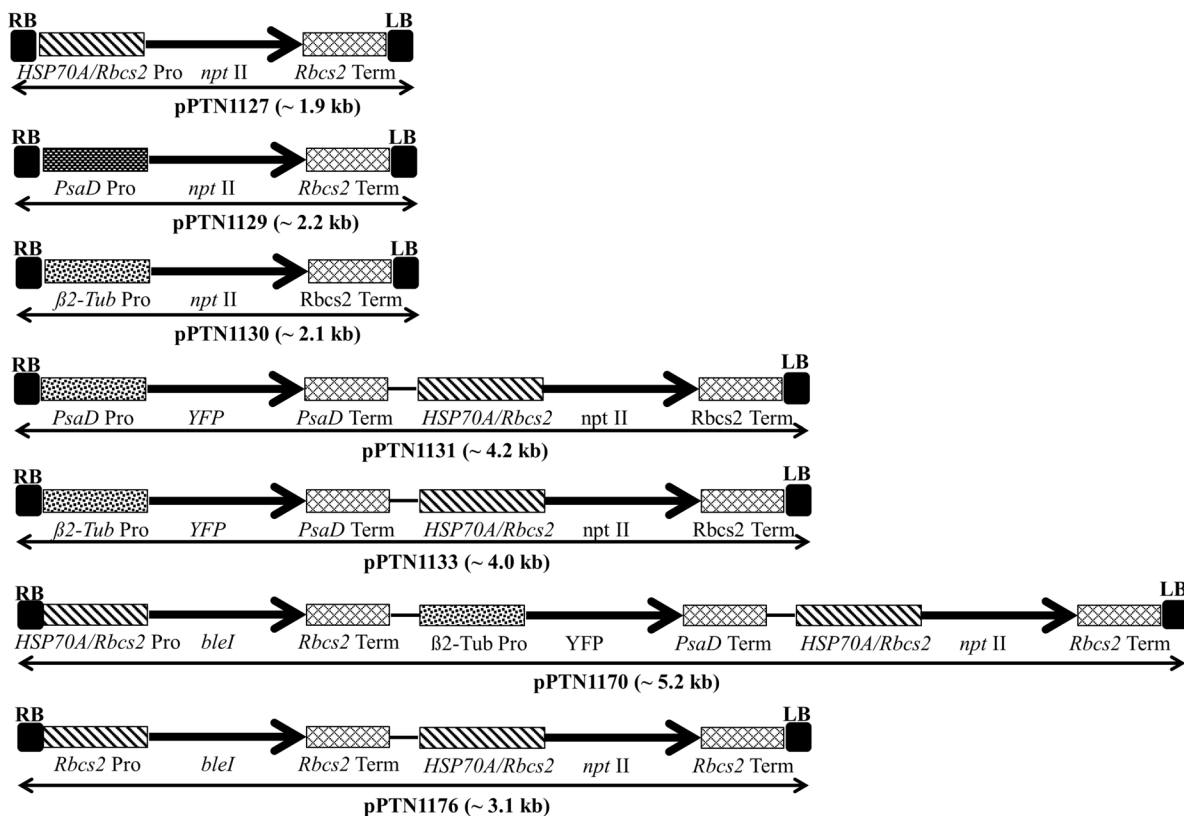 RB LB
HSP70A/Rbcs2 Pro npt II Rbcs2 Term
pPTN1127 (~ 1.9 kb)
RB LB
PsaD Pro npt II Rbcs2 Term
pPTN1129 (~ 2.2 kb)
RB LB
ß2-Tub Pro npt II Rbcs2 Term
pPTN1130 (~ 2.1 kb)
RB LB
PsaD Pro YFP PsaD Term HSP70A/Rbcs2 npt II Rbcs2 Term
pPTN1131 (~ 4.2 kb)
RB LB
ß2-Tub Pro YFP PsaD Term HSP70A/Rbcs2 npt II Rbcs2 Term
pPTN1133 (~ 4.0 kb)
RB LB
HSP70A/Rbcs2 Pro bleI Rbcs2 Term ß2-Tub Pro YFP PsaD Term HSP70A/Rbcs2 npt II Rbcs2 Term
pPTN1170 (~ 5.2 kb)
RB LB
Rbcs2 Pro bleI Rbcs2 Term HSP70A/Rbcs2 npt II Rbcs2 Term
pPTN1176 (~ 3.1 kb)